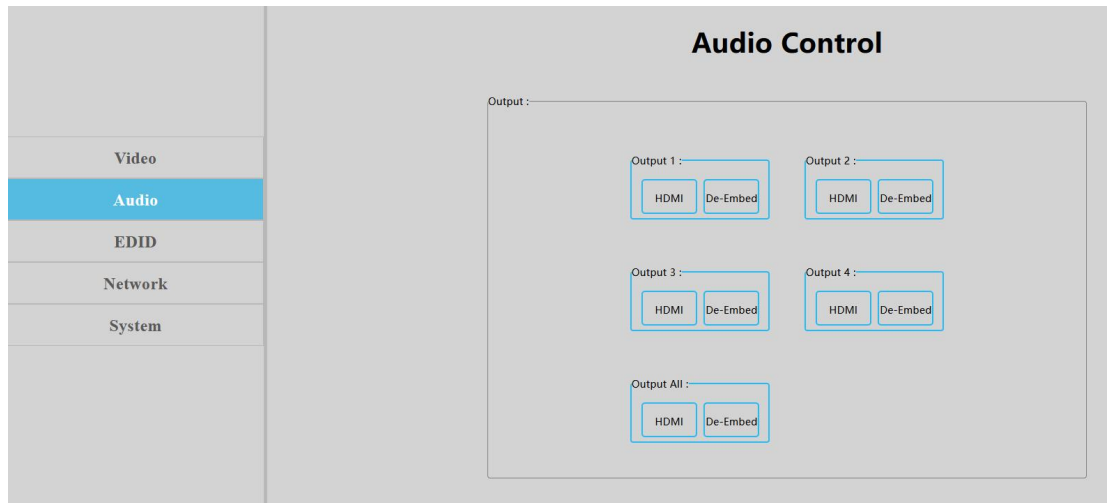 Audio Control
Video
Audio
EDID
Network
System
Output :
Output 1 :
HDMI De-Embed
Output 2 :
HDMI De-Embed
Output 3 :
HDMI De-Embed
Output 4 :
HDMI De-Embed
Output All :
HDMI De-Embed